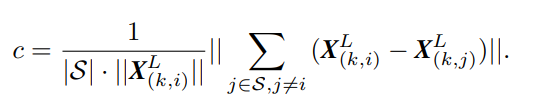 c = \frac{1}{|\mathcal{S}| \cdot ||\boldsymbol{X}^{L}_{(k,i)}||} || \sum_{j \in \mathcal{S}, j \neq i} (\boldsymbol{X}^{L}_{(k,i)} - \boldsymbol{X}^{L}_{(k,j)}) ||.